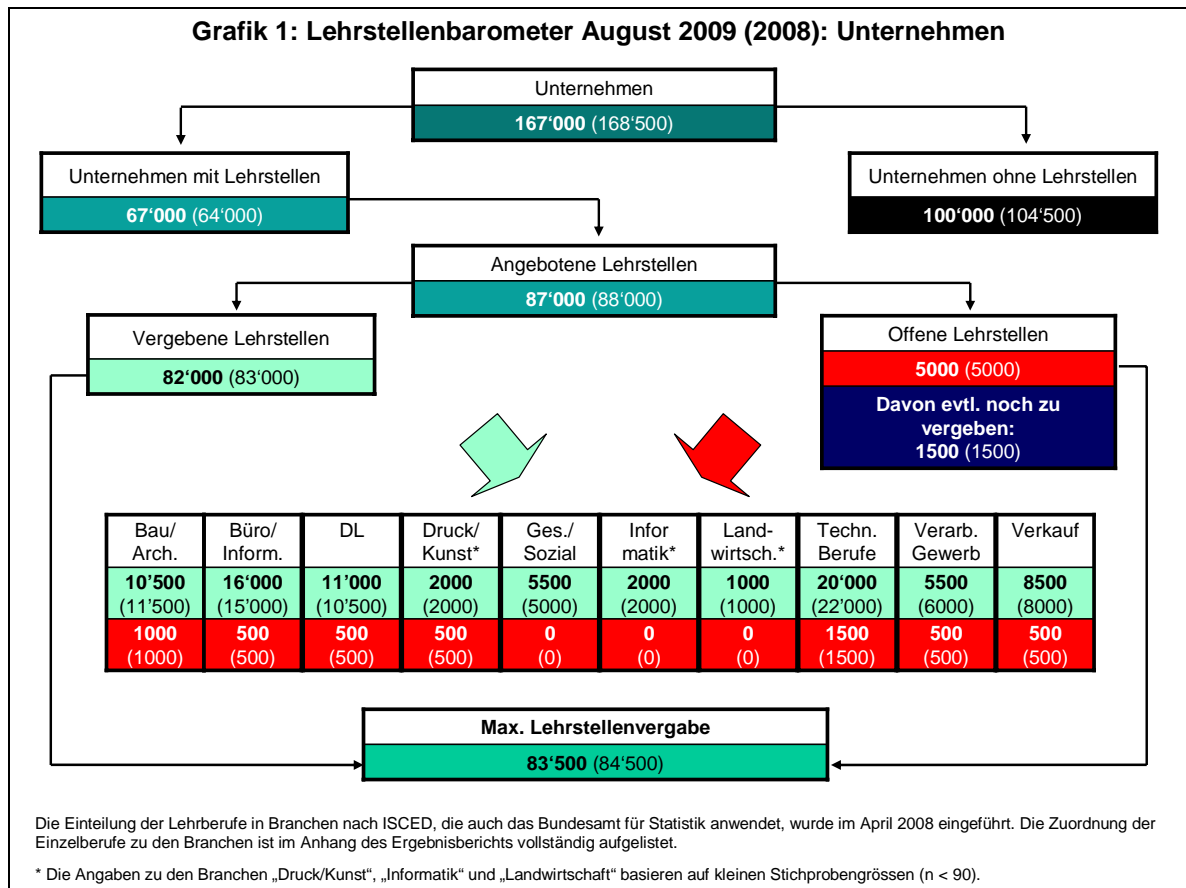 Grafik 1: Lehrstellenbarometer August 2009 (2008): Unternehmen
Unternehmen
167‘000 (168‘500)
Unternehmen mit Lehrstellen
67‘000 (64‘000)
Unternehmen ohne Lehrstellen
100‘000 (104‘500)
Angebotene Lehrstellen
87‘000 (88‘000)
Vergebene Lehrstellen
82‘000 (83‘000)
Offene Lehrstellen
5000 (5000)
Davon evtl. noch zu
vergeben:
1500 (1500)
Bau/ Büro/ DL Druck/ Ges./ Infor Land- Techn. Verarb. Verkauf
Arch. Inform. Kunst* Sozial matik* wirtsch.* Berufe Gewerb
10’500 16‘000 11’000 2000 5500 2000 1000 20‘000 5500 8500
(11’500) (15’000) (10’500) (2000) (5000) (2000) (1000) (22’000) (6000) (8000)
1000 500 500 500 0 0 0 1500 500 500
(1000) (500) (500) (500) (0) (0) (0) (1500) (500) (500)
Max. Lehrstellenvergabe
83‘500 (84‘500)
Die Einteilung der Lehrberufe in Branchen nach ISCED, die auch das Bundesamt für Statistik anwendet, wurde im April 2008 eingeführt. Die Zuordnung der
Einzelberufe zu den Branchen ist im Anhang des Ergebnisberichts vollständig aufgelistet.
* Die Angaben zu den Branchen „Druck/Kunst“, „Informatik“ und „Landwirtschaft“ basieren auf kleinen Stichprobengrössen (n < 90).